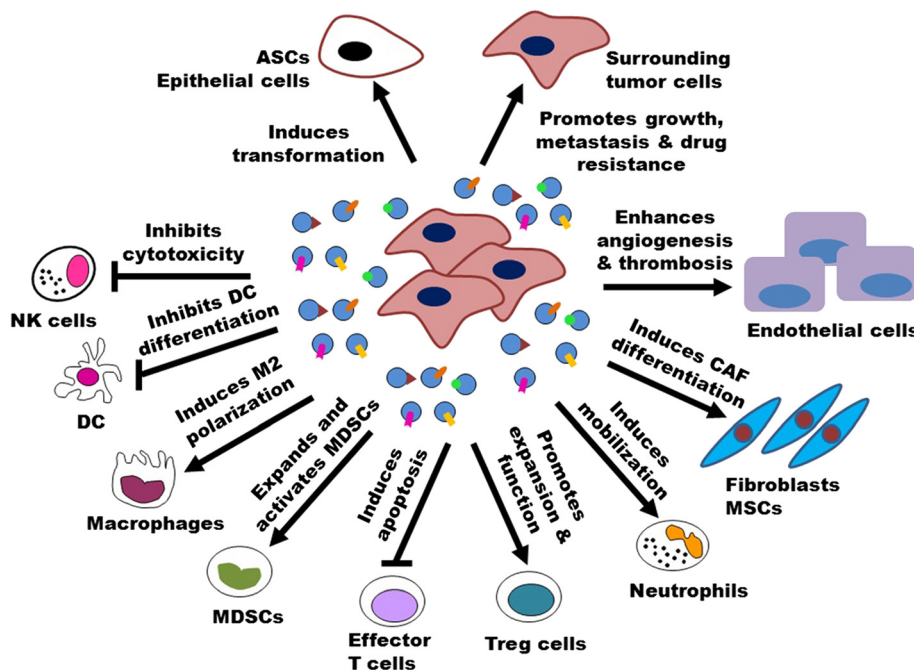 ASCs
Epithelial cells
Surrounding
tumor cells
Induces
transformation
Promotes growth,
metastasis & drug
resistance
Inhibits
cytotoxicity
NK cells
Enhances
angiogenesis
& thrombosis
Endothelial cells
Inhibits DC
differentiation
DC
Induces CAF
differentiation
Fibroblasts
MSCs
Induces M2
polarization
Macrophages
Expands and
activates MDSCs
MDSCs
Induces
apoptosis
Effector
T cells
Promotes
expansion &
function
Treg cells
Induces
mobilization
Neutrophils